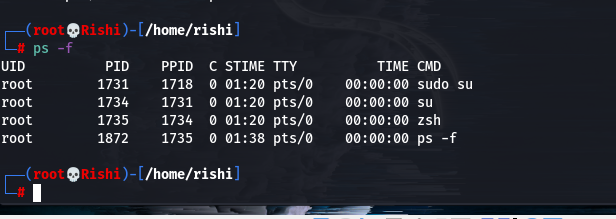 ┌──(root💀Rishi)-[/home/rishi]
└─# ps -f
UID          PID    PPID  C STIME TTY          TIME CMD
root        1731    1718  0 01:20 pts/0    00:00:00 sudo su
root        1734    1731  0 01:20 pts/0    00:00:00 su
root        1735    1734  0 01:20 pts/0    00:00:00 zsh
root        1872    1735  0 01:38 pts/0    00:00:00 ps -f
┌──(root💀Rishi)-[/home/rishi]
└─#